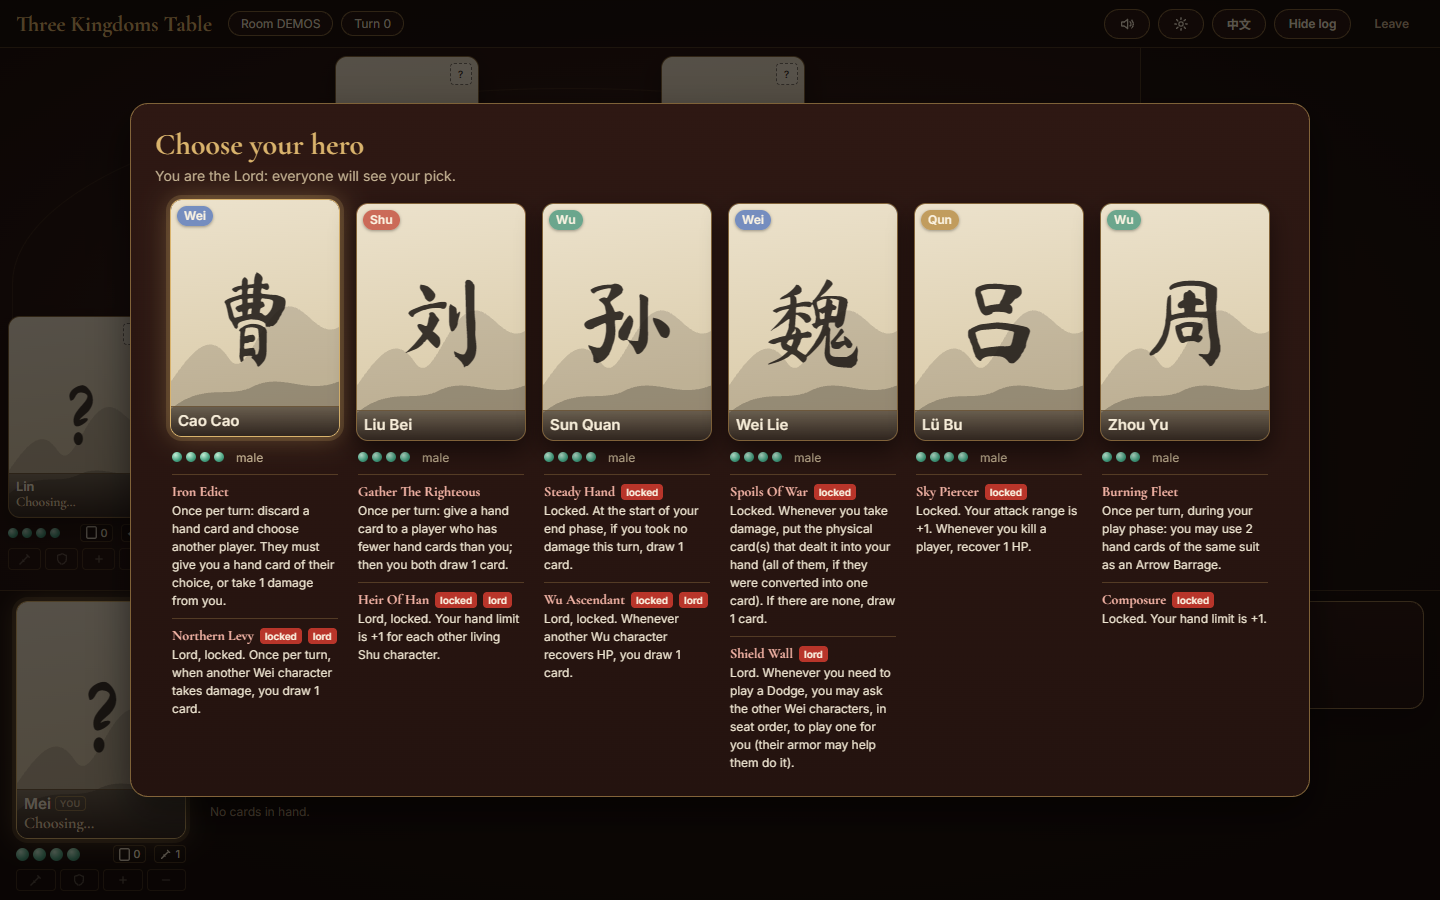 Three Kingdoms Table
Room DEMOS
Turn 0
中文
Hide log
Leave
?
?
Choose your hero
You are the Lord: everyone will see your pick.
Wei
曹
Cao Cao
male
Iron Edict
Once per turn: discard a
hand card and choose
another player. They must
give you a hand card of their
choice, or take 1 damage
from you.
Northern Levy locked lord
Lord, locked. Once per turn,
when another Wei character
takes damage, you draw 1
card.
Shu
刘
Liu Bei
male
Gather The Righteous
Once per turn: give a hand
card to a player who has
fewer hand cards than you;
then you both draw 1 card.
Heir Of Han locked lord
Lord, locked. Your hand limit
is +1 for each other living
Shu character.
Wu
孙
Sun Quan
male
Steady Hand locked
Locked. At the start of your
end phase, if you took no
damage this turn, draw 1
card.
Wu Ascendant locked lord
Lord, locked. Whenever
another Wu character
recovers HP, you draw 1
card.
Wei
魏
Wei Lie
male
Spoils Of War locked
Locked. Whenever you take
damage, put the physical
card(s) that dealt it into your
hand (all of them, if they
were converted into one
card). If there are none, draw
1 card.
Shield Wall lord
Lord. Whenever you need to
play a Dodge, you may ask
the other Wei characters, in
seat order, to play one for
you (their armor may help
them do it).
Qun
吕
Lü Bu
male
Sky Piercer locked
Locked. Your attack range is
+1. Whenever you kill a
player, recover 1 HP.
Wu
周
Zhou Yu
male
Burning Fleet
Once per turn, during your
play phase: you may use 2
hand cards of the same suit
as an Arrow Barrage.
Composure locked
Locked. Your hand limit is +1.
?
Lin
Choosing...
0
?
Mei YOU
Choosing...
0
1
No cards in hand.